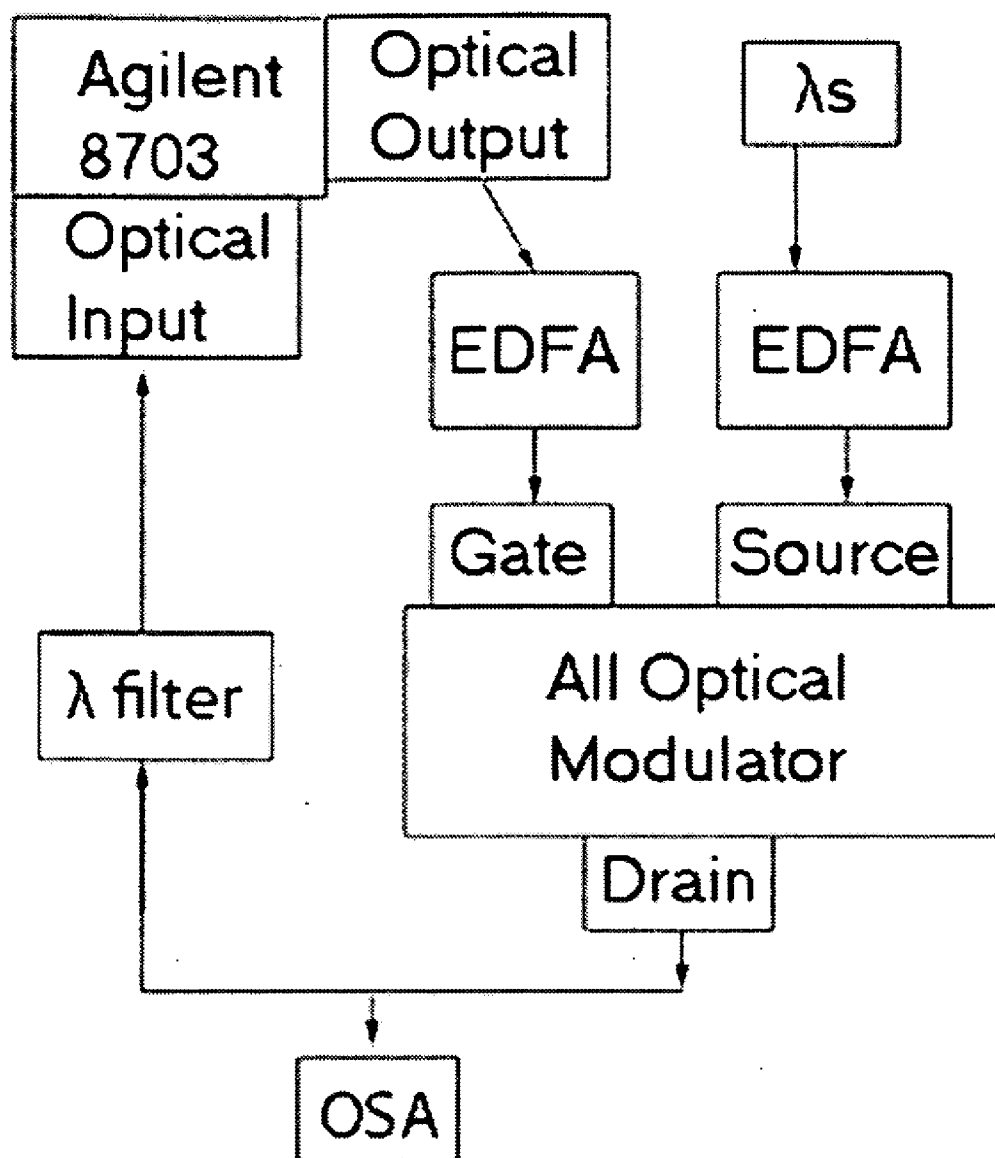 Agilent
8703
Optical
Output
λs
Optical
Input
EDFA
EDFA
Gate
Source
λ filter
All Optical
Modulator
Drain
OSA